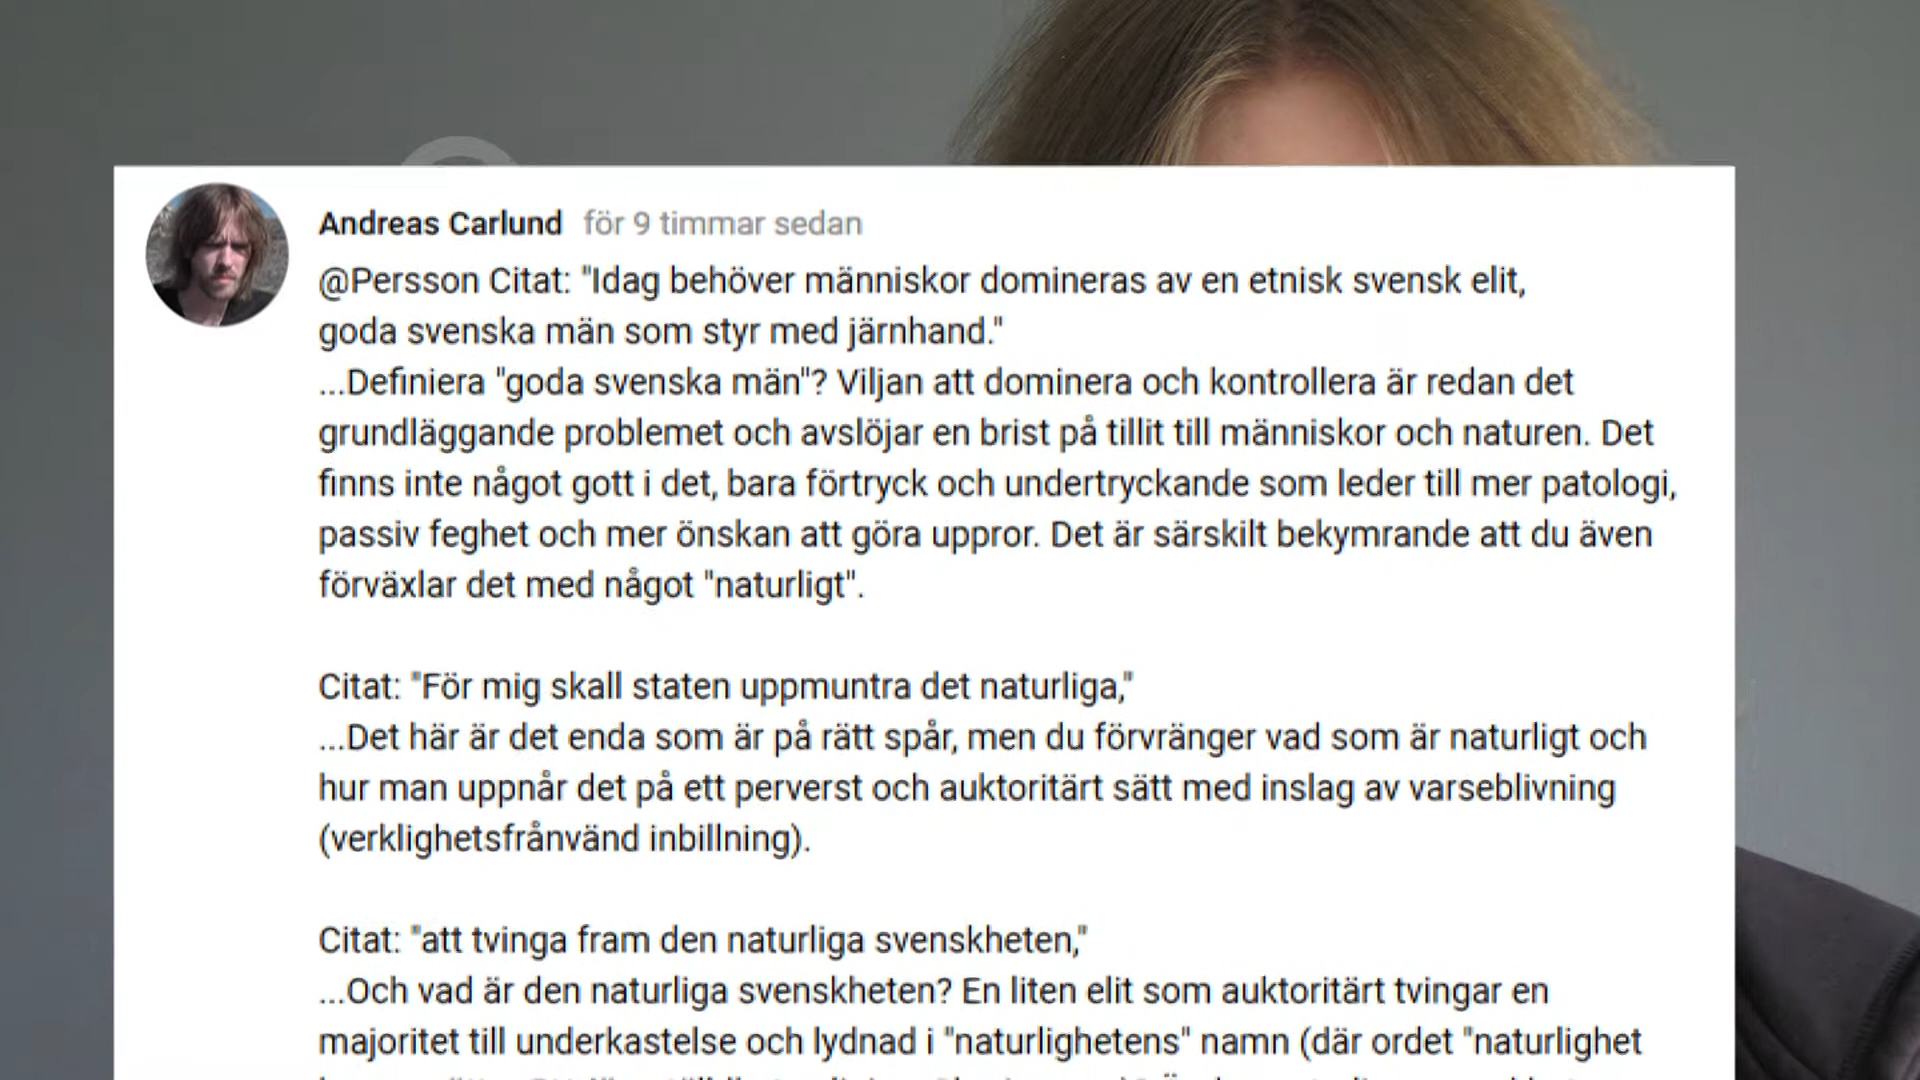 Andreas Carlund för 9 timmar sedan
@Persson Citat: "Idag behöver människor domineras av en etnisk svensk elit,
goda svenska män som styr med järnhand."
...Definiera "goda svenska män"? Viljan att dominera och kontrollera är redan det
grundläggande problemet och avslöjar en brist på tillit till människor och naturen. Det
finns inte något gott i det, bara förtryck och undertryckande som leder till mer patologi,
passiv feghet och mer önskan att göra uppror. Det är särskilt bekymrande att du även
förväxlar det med något "naturligt".
Citat: "För mig skall staten uppmuntra det naturliga,"
...Det här är det enda som är på rätt spår, men du förvränger vad som är naturligt och
hur man uppnår det på ett perverst och auktoritärt sätt med inslag av varseblivning
(verklighetsfrånvänd inbillning).
Citat: "att tvinga fram den naturliga svenskheten,"
...Och vad är den naturliga svenskheten? En liten elit som auktoritärt tvingar en
majoritet till underkastelse och lydnad i "naturlighetens" namn (där ordet "naturlighet